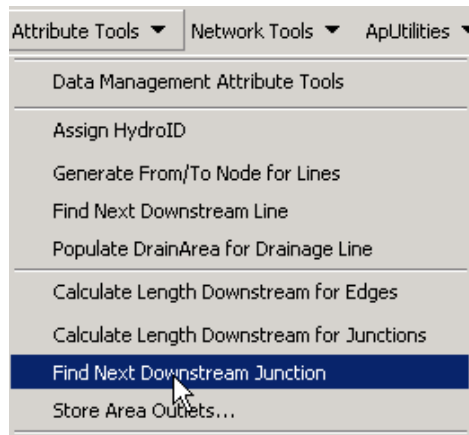 Attribute Tools Network Tools ApUtilities
Data Management Attribute Tools
Assign HydroID
Generate From/To Node for Lines
Find Next Downstream Line
Populate DrainArea for Drainage Line
Calculate Length Downstream for Edges
Calculate Length Downstream for Junctions
Find Next Downstream Junction
Store Area Outlets...